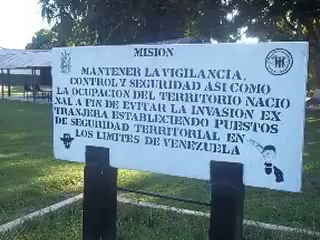 MISION
MANTENER LA VIGILANCIA,
CONTROL Y SEGURIDAD ASI COMO
LA OCUPACION DEL TERRITORIO NACIO
NAL A FIN DE EVITAR LA INVASION EX
TRANJERA ESTABLECIENDO PUESTOS
DE SEGURIDAD TERRITORIAL EN
LOS LIMITES DE VENEZUELA